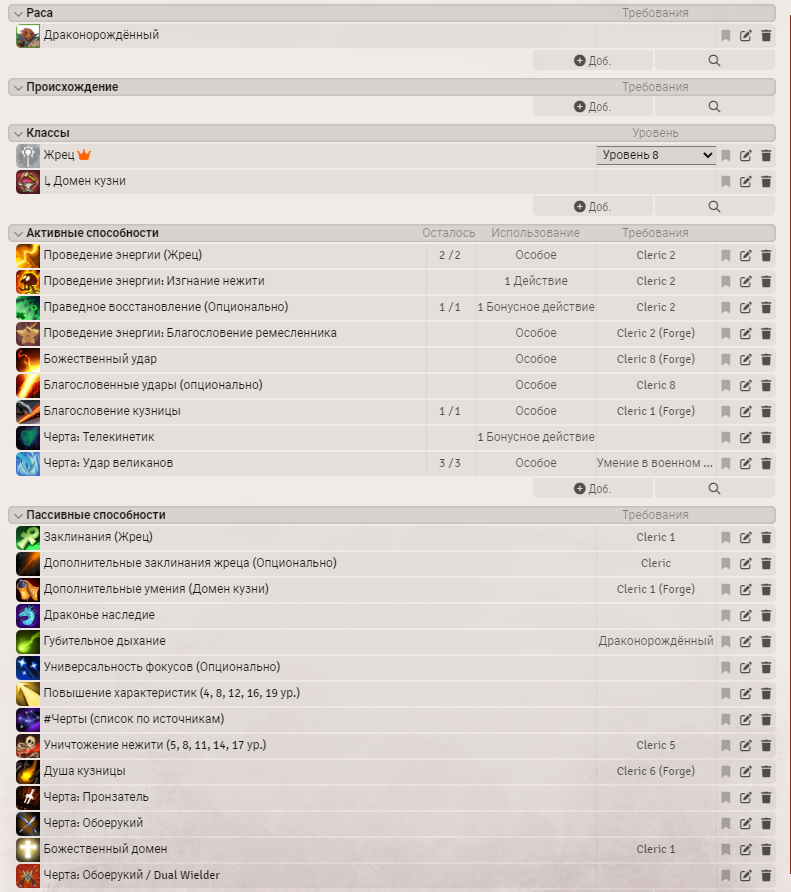 Раса Требования
Драконорождённый
Доб.
Происхождение Требования
Доб.
Классы Уровень
Жрец Уровень 8
Домен кузни
Доб.
Активные способности Осталось Использование Требования
Проведение энергии (Жрец) 2 / 2 Особое Cleric 2
Проведение энергии: Изгнание нежити 1 Действие Cleric 2
Праведное восстановление (Опционально) 1 / 1 1 Бонусное действие Cleric 2
Проведение энергии: Благословение ремесленника Особое Cleric 2 (Forge)
Божественный удар Особое Cleric 8 (Forge)
Благословенные удары (опционально) Особое Cleric 8
Благословение кузницы 1 / 1 Особое Cleric 1 (Forge)
Черта: Телекинетик 1 Бонусное действие
Черта: Удар великанов 3 / 3 Особое Умение в военном ...
Доб.
Пассивные способности Требования
Заклинания (Жрец) Cleric 1
Дополнительные заклинания жреца (Опционально) Cleric
Дополнительные умения (Домен кузни) Cleric 1 (Forge)
Драконье наследие
Губительное дыхание Драконорождённый
Универсальность фокусов (Опционально)
Повышение характеристик (4, 8, 12, 16, 19 ур.)
#Черты (список по источникам)
Уничтожение нежити (5, 8, 11, 14, 17 ур.) Cleric 5
Душа кузницы Cleric 6 (Forge)
Черта: Пронзатель
Черта: Обоерукий
Божественный домен Cleric 1
Черта: Обоерукий / Dual Wielder